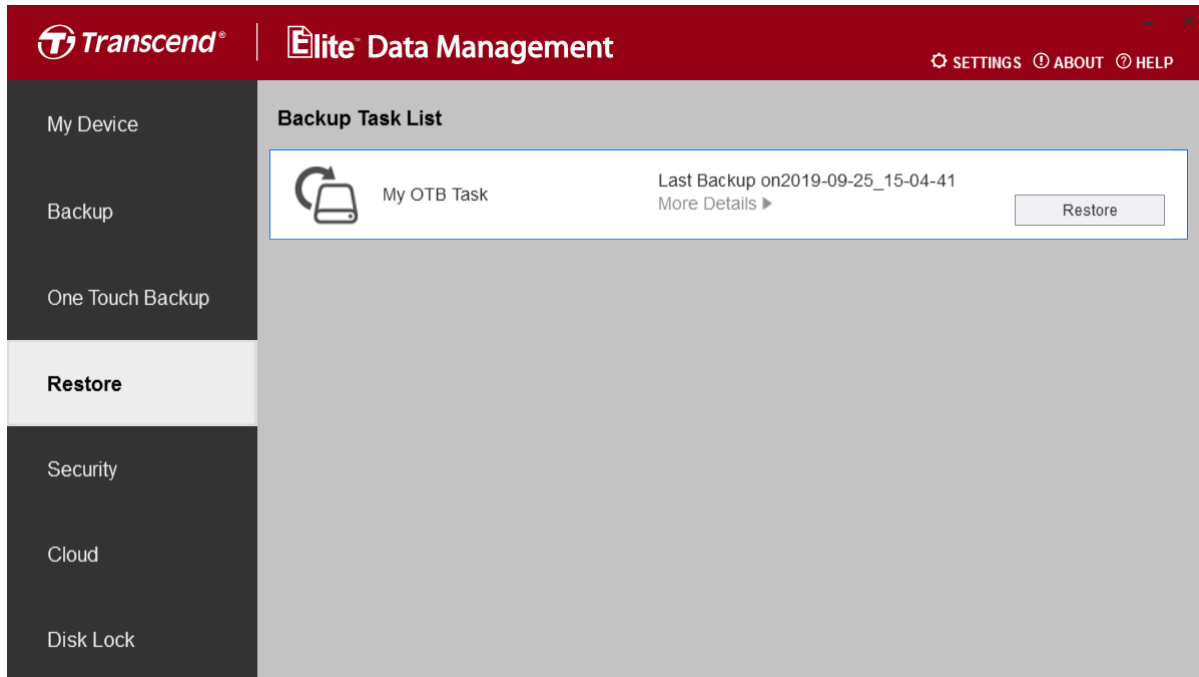 Transcend®
Elite™ Data Management
SETTINGS ABOUT HELP
My Device
Backup
One Touch Backup
Restore
Security
Cloud
Disk Lock
Backup Task List
My OTB Task
Last Backup on2019-09-25_15-04-41
More Details
Restore